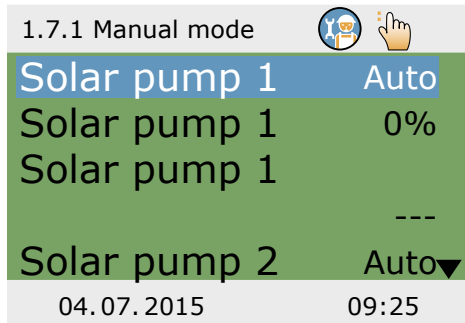 1.7.1 Manual mode
Solar pump 1 Auto
Solar pump 1 0%
Solar pump 1
---
Solar pump 2 Auto
04.07.2015 09:25